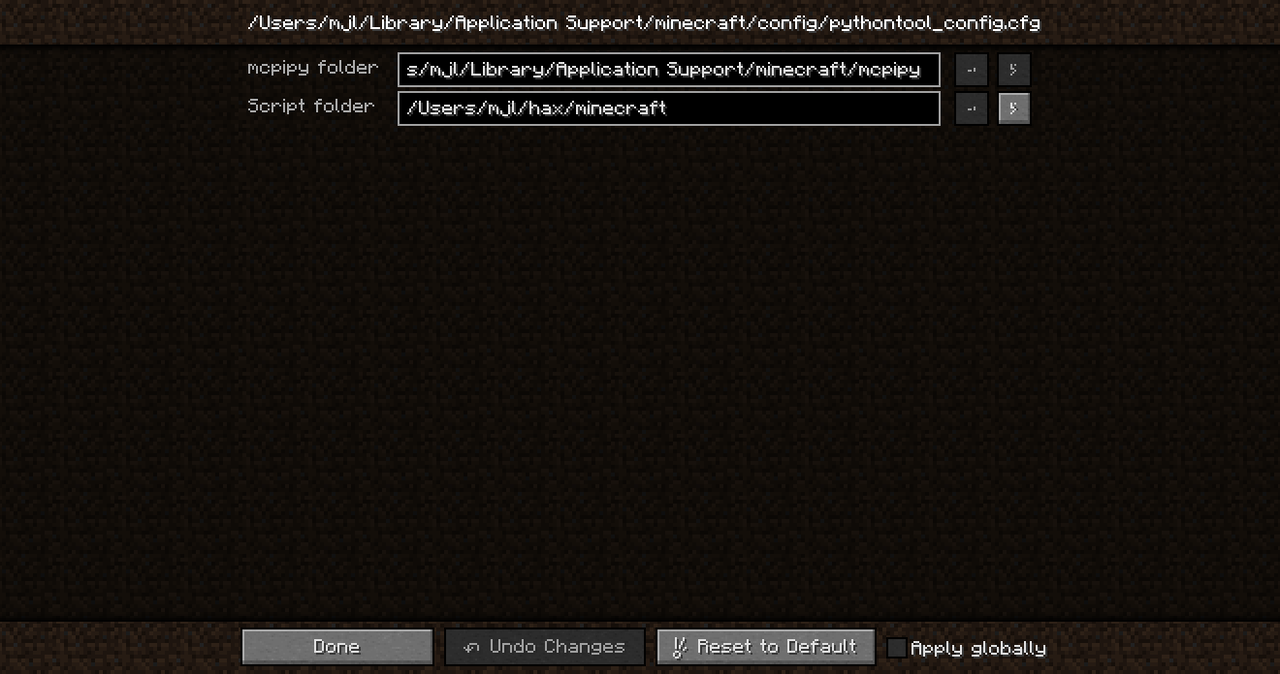 /Users/mjl/Library/Application Support/minecraft/config/pythontool_config.cfg
mcpipy folder s/mjl/Library/Application Support/minecraft/mcpipy
Script folder /Users/mjl/hax/minecraft
Done Undo Changes Reset to Default Apply globally